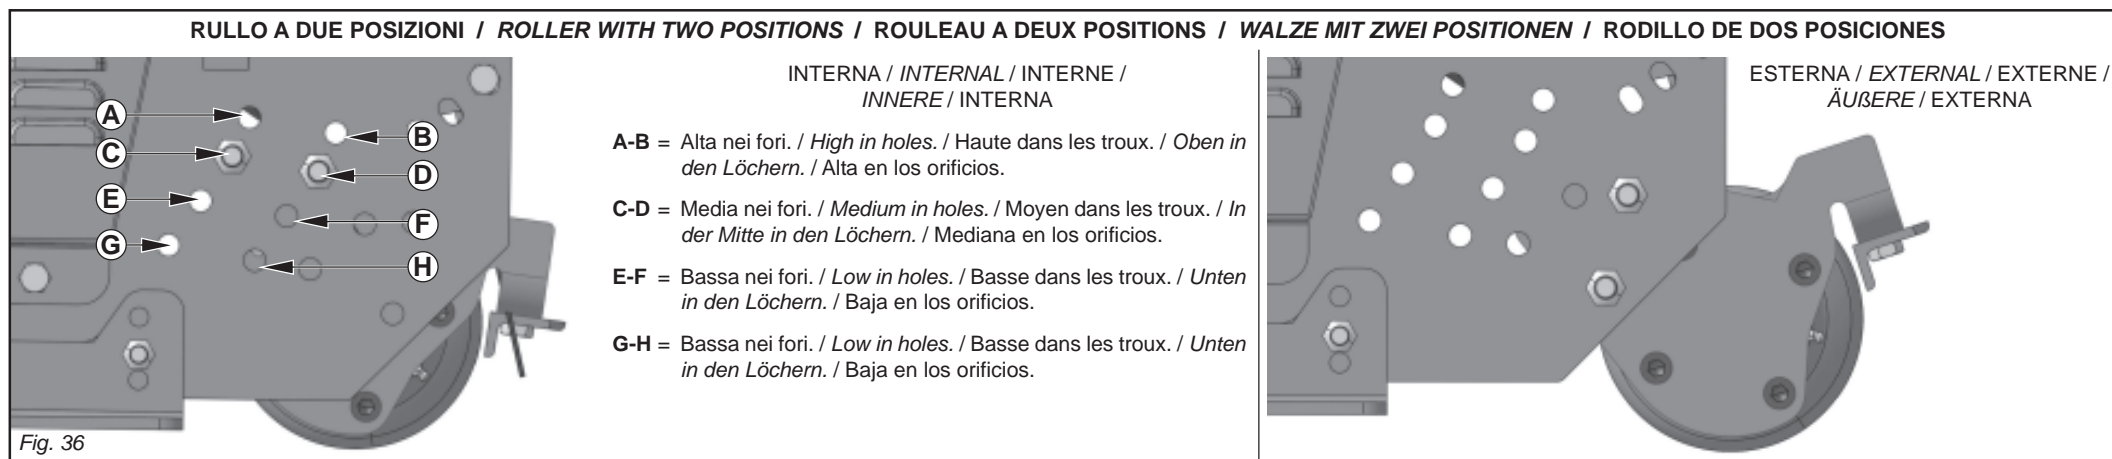 RULLO A DUE POSIZIONI / ROLLER WITH TWO POSITIONS / ROULEAU A DEUX POSITIONS / WALZE MIT ZWEI POSITIONEN / RODILLO DE DOS POSICIONES
A
B
C
D
E
F
G
H
Fig. 36
INTERNA / INTERNAL / INTERNE /
INNERE / INTERNA
A-B = Alta nei fori. / High in holes. / Haute dans les troux. / Oben in
den Löchern. / Alta en los orificios.
C-D = Media nei fori. / Medium in holes. / Moyen dans les troux. / In
der Mitte in den Löchern. / Mediana en los orificios.
E-F = Bassa nei fori. / Low in holes. / Basse dans les troux. / Unten
in den Löchern. / Baja en los orificios.
G-H = Bassa nei fori. / Low in holes. / Basse dans les troux. / Unten
in den Löchern. / Baja en los orificios.
ESTERNA / EXTERNAL / EXTERNE /
ÄUßERE / EXTERNA